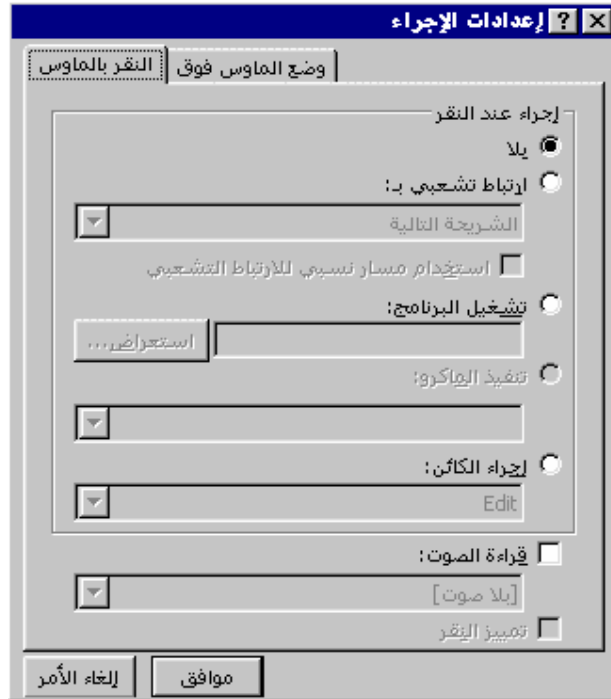 إعدادات الإجراء ? X
وضع الماوس فوق
النقر بالماوس
إجراء عند النقر
بلا
ارتباط تشعبي بـ:
الشريحة التالية
استخدام مسار نسبي للارتباط التشعبي
تشغيل البرنامج:
استعراض...
تنفيذ الماكرو:
إجراء الكائن:
Edit
قراءة الصوت:
[بلا صوت]
تمييز النقر
موافق
إلغاء الأمر